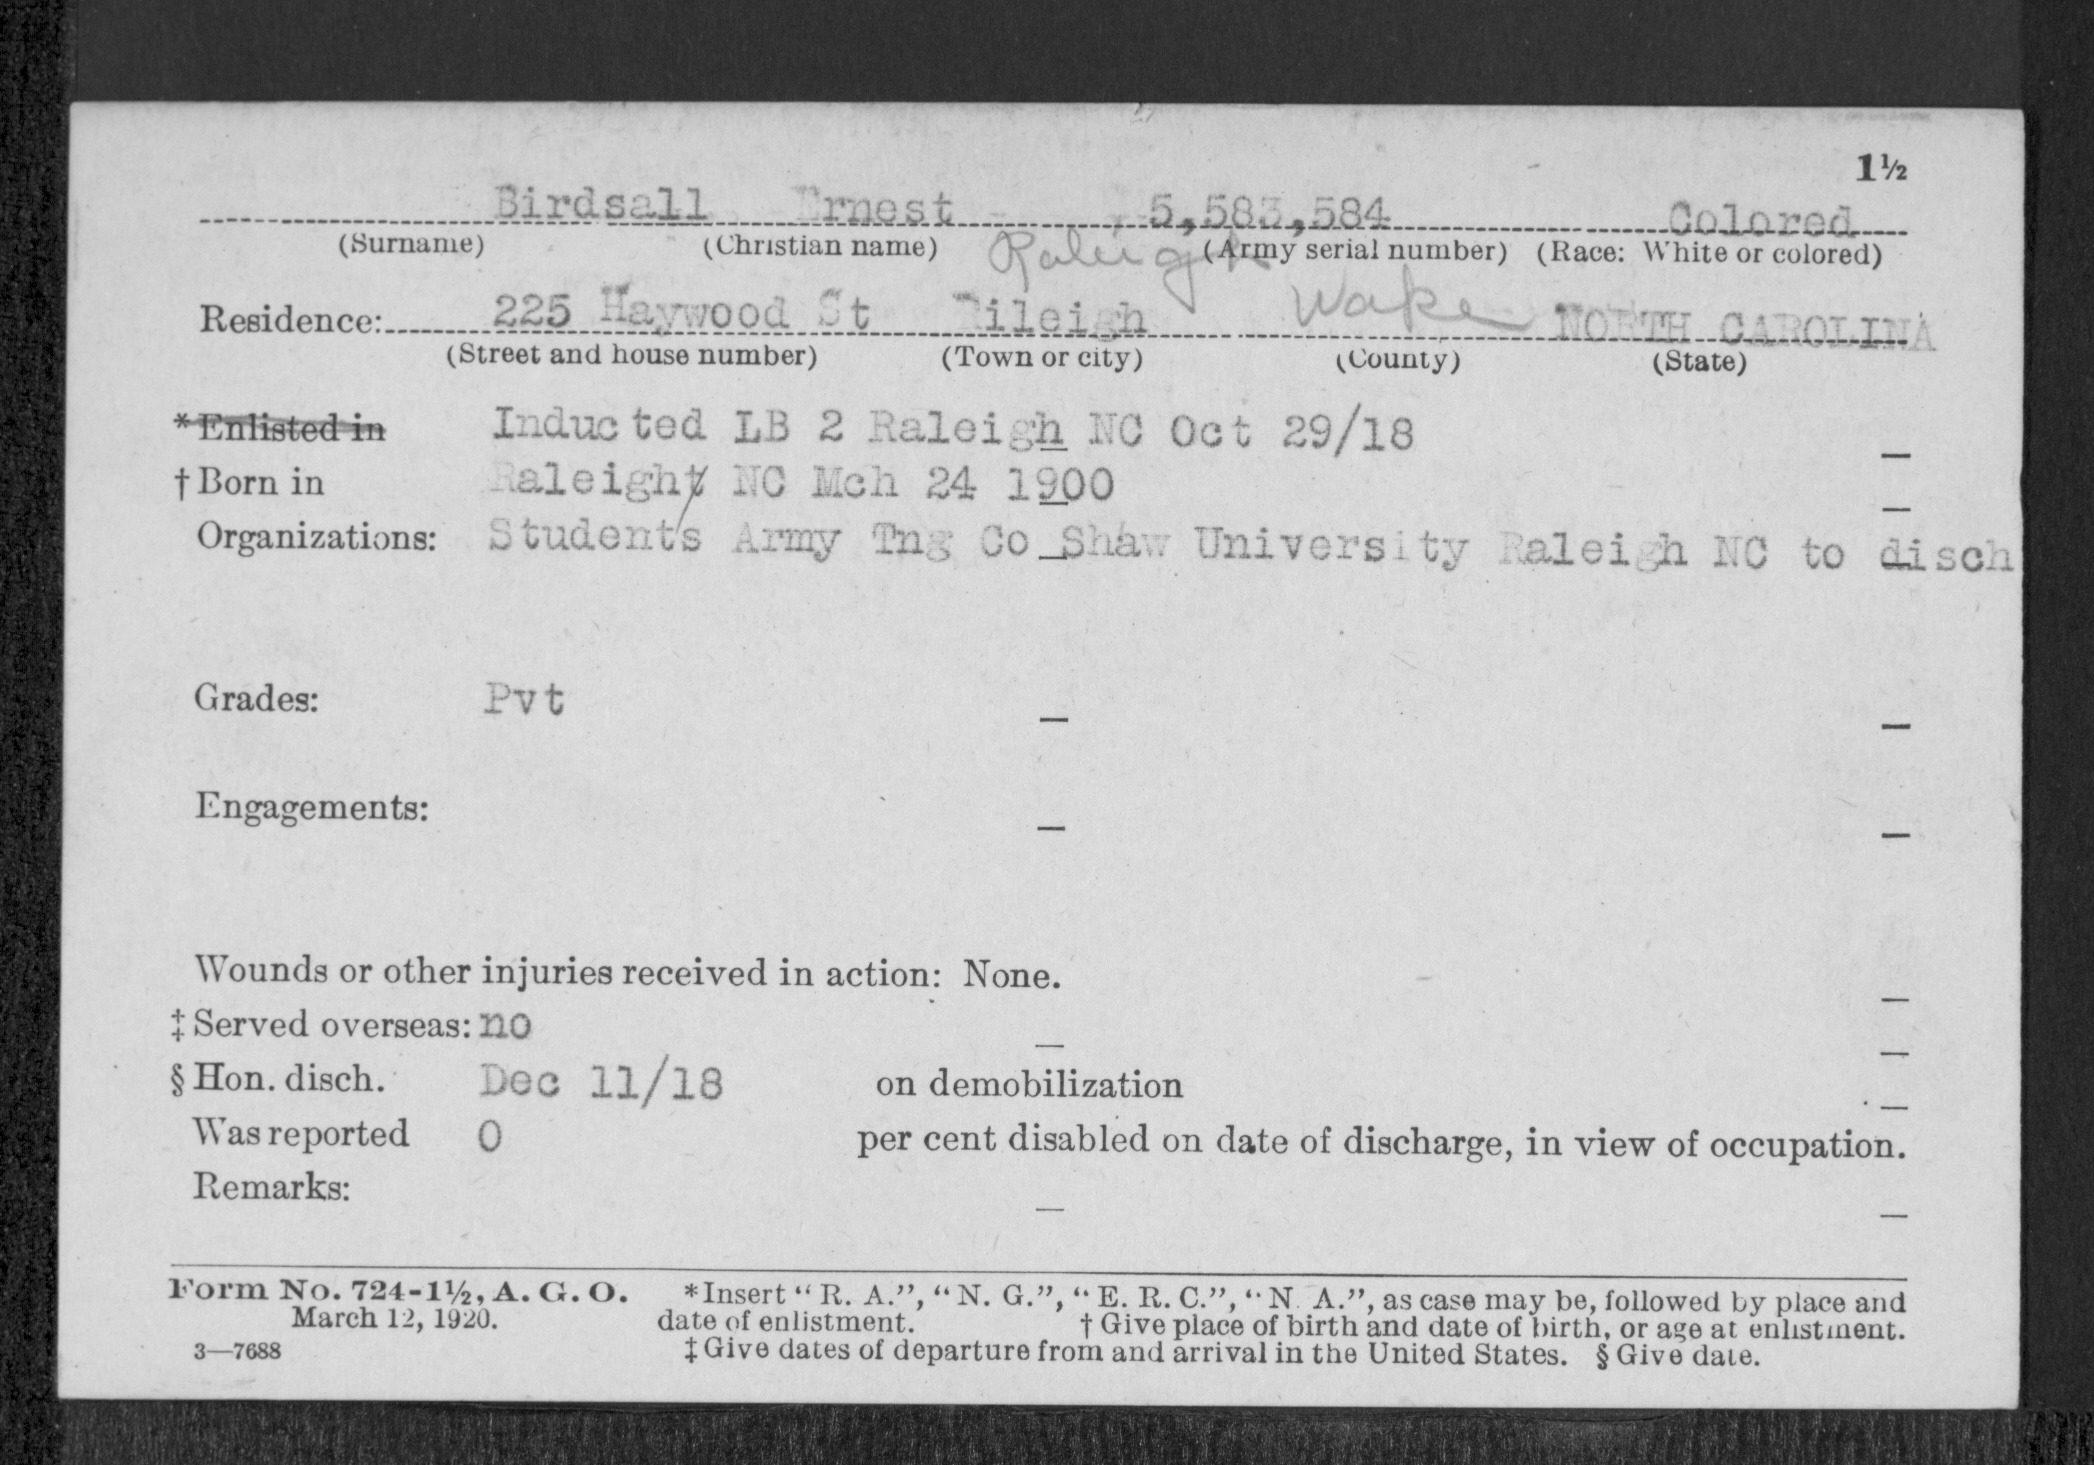 1½
Birdsall Ernest 5,583,584 Colored
(Surname) (Christian name) (Army serial number) (Race: White or colored)
Raleigh
Residence: 225 Haywood St Rileigh Wake NORTH CAROLINA
(Street and house number) (Town or city) (County) (State)
*Enlisted in Inducted LB 2 Raleigh NC Oct 29/18
†Born in Raleight NC Mch 24 1900
Organizations: Students Army Tng Co Shaw University Raleigh NC to disch
Grades: Pvt
Engagements:
Wounds or other injuries received in action: None.
‡Served overseas: no
§Hon. disch. Dec 11/18 on demobilization
Was reported 0 per cent disabled on date of discharge, in view of occupation.
Remarks:
Form No. 724-1½, A. G. O. *Insert “R. A.”, “N. G.”, “E. R. C.”, “N. A.”, as case may be, followed by place and
March 12, 1920. date of enlistment. †Give place of birth and date of birth, or age at enlistment.
3—7688 ‡Give dates of departure from and arrival in the United States. §Give date.